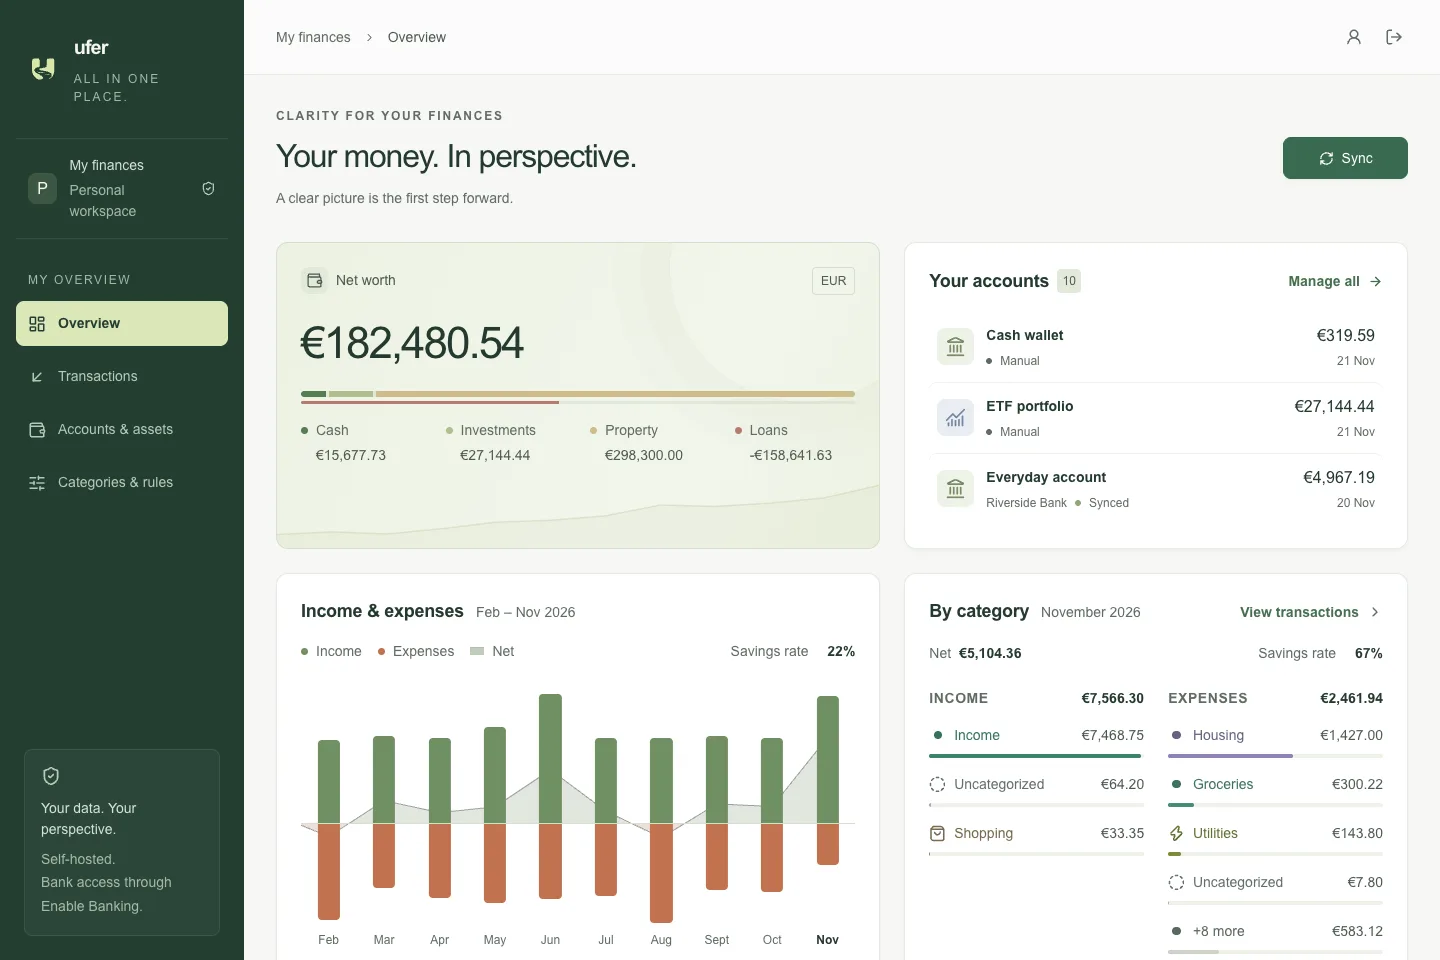 ufer
ALL IN ONE
PLACE.
P
My finances
Personal
workspace
MY OVERVIEW
Overview
Transactions
Accounts & assets
Categories & rules
Your data. Your
perspective.
Self-hosted.
Bank access through
Enable Banking.
My finances > Overview
CLARITY FOR YOUR FINANCES
Your money. In perspective.
A clear picture is the first step forward.
Sync
Net worth
EUR
€182,480.54
Cash Investments Property Loans
€15,677.73 €27,144.44 €298,300.00 -€158,641.63
Your accounts 10 Manage all
Cash wallet €319.59
Manual 21 Nov
ETF portfolio €27,144.44
Manual 21 Nov
Everyday account €4,967.19
Riverside Bank Synced 20 Nov
Income & expenses Feb – Nov 2026
Income Expenses Net Savings rate 22%
Feb Mar Apr May Jun Jul Aug Sept Oct Nov
By category November 2026 View transactions
Net €5,104.36 Savings rate 67%
INCOME €7,566.30
Income €7,468.75
Uncategorized €64.20
Shopping €33.35
EXPENSES €2,461.94
Housing €1,427.00
Groceries €300.22
Utilities €143.80
Uncategorized €7.80
+8 more €583.12